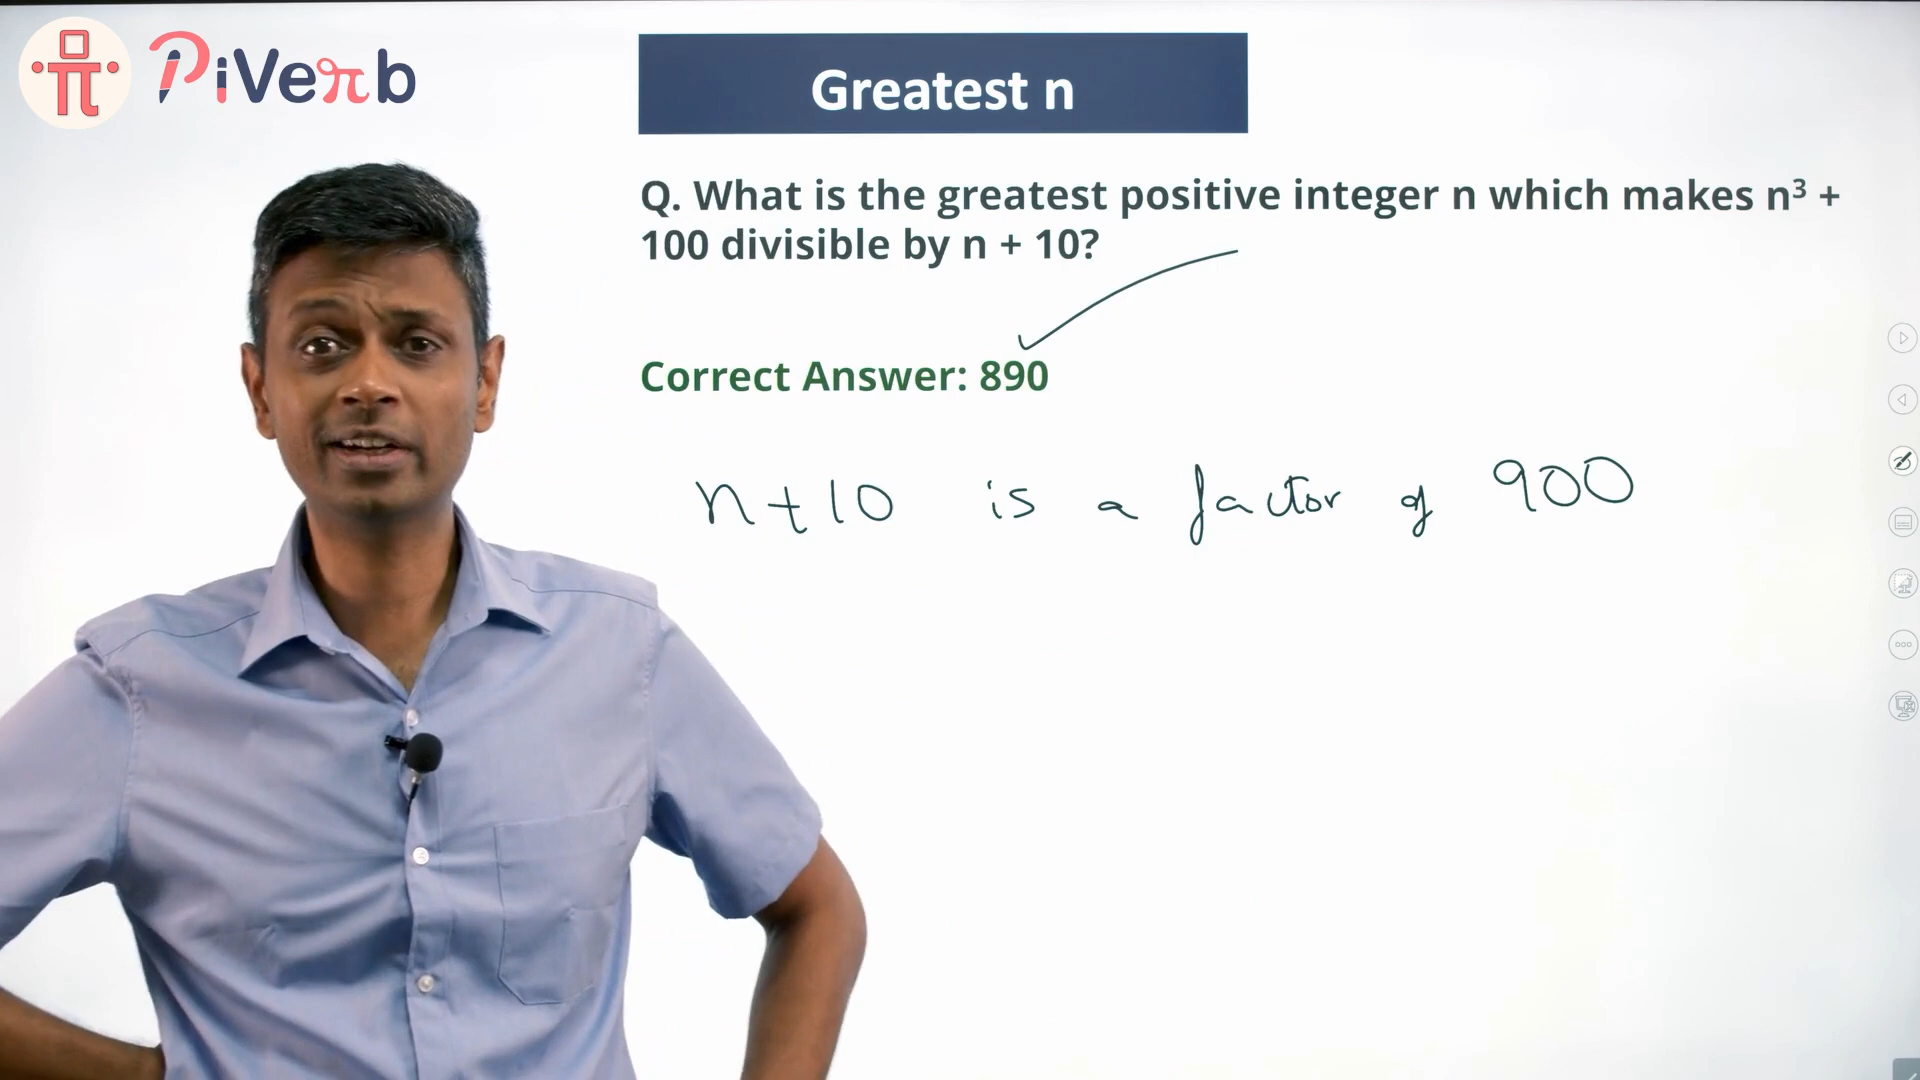 PiVeπb
Greatest n
Q. What is the greatest positive integer n which makes n³ +
100 divisible by n + 10?
Correct Answer: 890
n+10 is a factor of 900